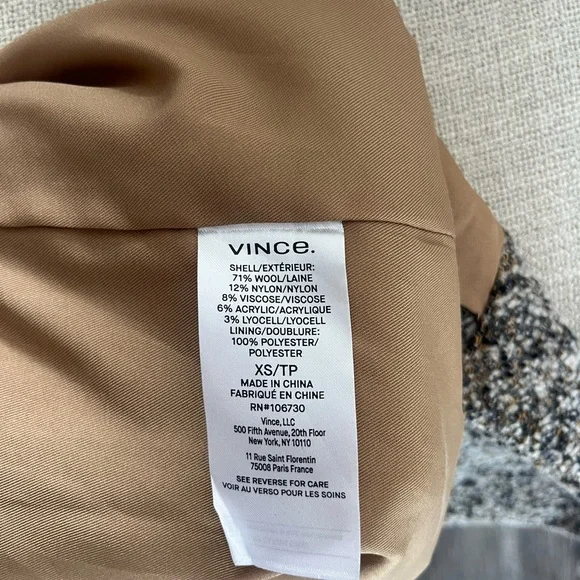 VINCE.
SHELL/EXTÉRIEUR:
71% WOOL/LAINE
12% NYLON/NYLON
8% VISCOSE/VISCOSE
6% ACRYLIC/ACRYLIQUE
3% LYOCELL/LYOCELL
LINING/DOUBLURE:
100% POLYESTER/
POLYESTER
XS/TP
MADE IN CHINA
FABRIQUÉ EN CHINE
RN#106730
Vince, LLC
500 Fifth Avenue, 20th Floor
New York, NY 10110
11 Rue Saint Florentin
75008 Paris France
SEE REVERSE FOR CARE
VOIR AU VERSO POUR LES SOINS